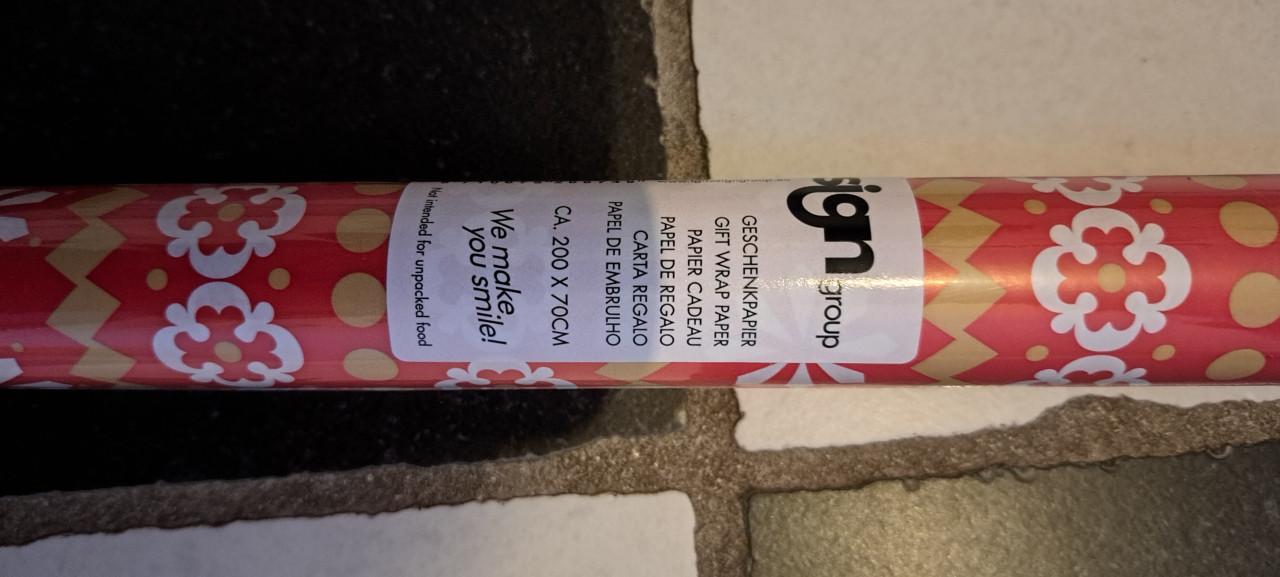 sign group
GESCHENKPAPIER
GIFT WRAP PAPER
PAPIER CADEAU
PAPEL DE REGALO
CARTA REGALO
PAPEL DE EMBRULHO
CA. 200 X 70CM
We make
you smile!
Not intended for unpacked food